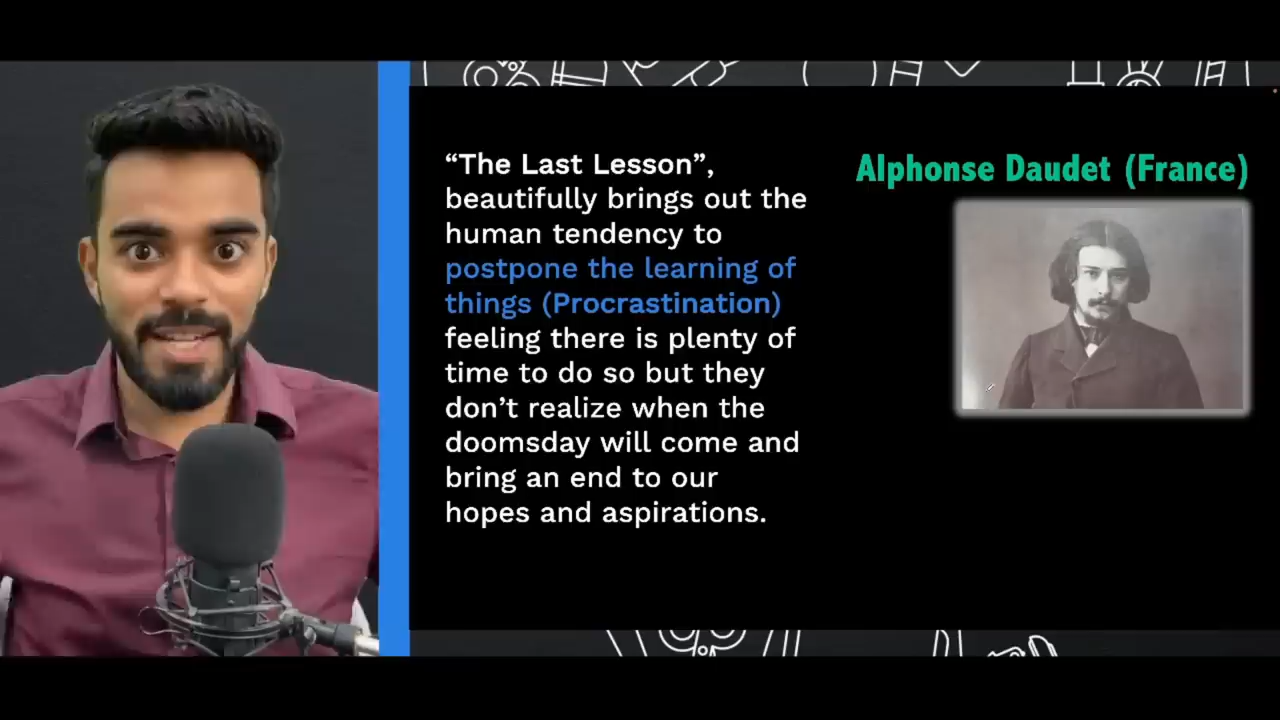 “The Last Lesson”,
beautifully brings out the
human tendency to
postpone the learning of
things (Procrastination)
feeling there is plenty of
time to do so but they
don’t realize when the
doomsday will come and
bring an end to our
hopes and aspirations.
Alphonse Daudet (France)